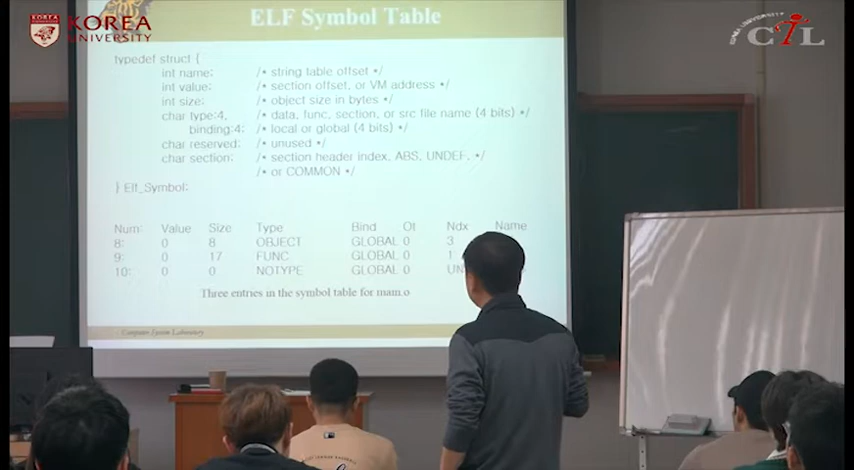 KOREA
UNIVERSITY
ELF Symbol Table
CTL
typedef struct {
int name; /* string table offset */
int value; /* section offset, or VM address */
int size; /* object size in bytes */
char type:4, /* data, func, section, or src file name (4 bits) */
binding:4; /* local or global (4 bits) */
char reserved; /* unused */
char section; /* section header index, ABS, UNDEF, */
/* or COMMON */
} Elf_Symbol;
Num: Value Size Type Bind Ot Ndx Name
8: 0 8 OBJECT GLOBAL 0 3
9: 0 17 FUNC GLOBAL 0 1
10: 0 0 NOTYPE GLOBAL 0 UN
Three entries in the symbol table for main.o
Computer System Laboratory